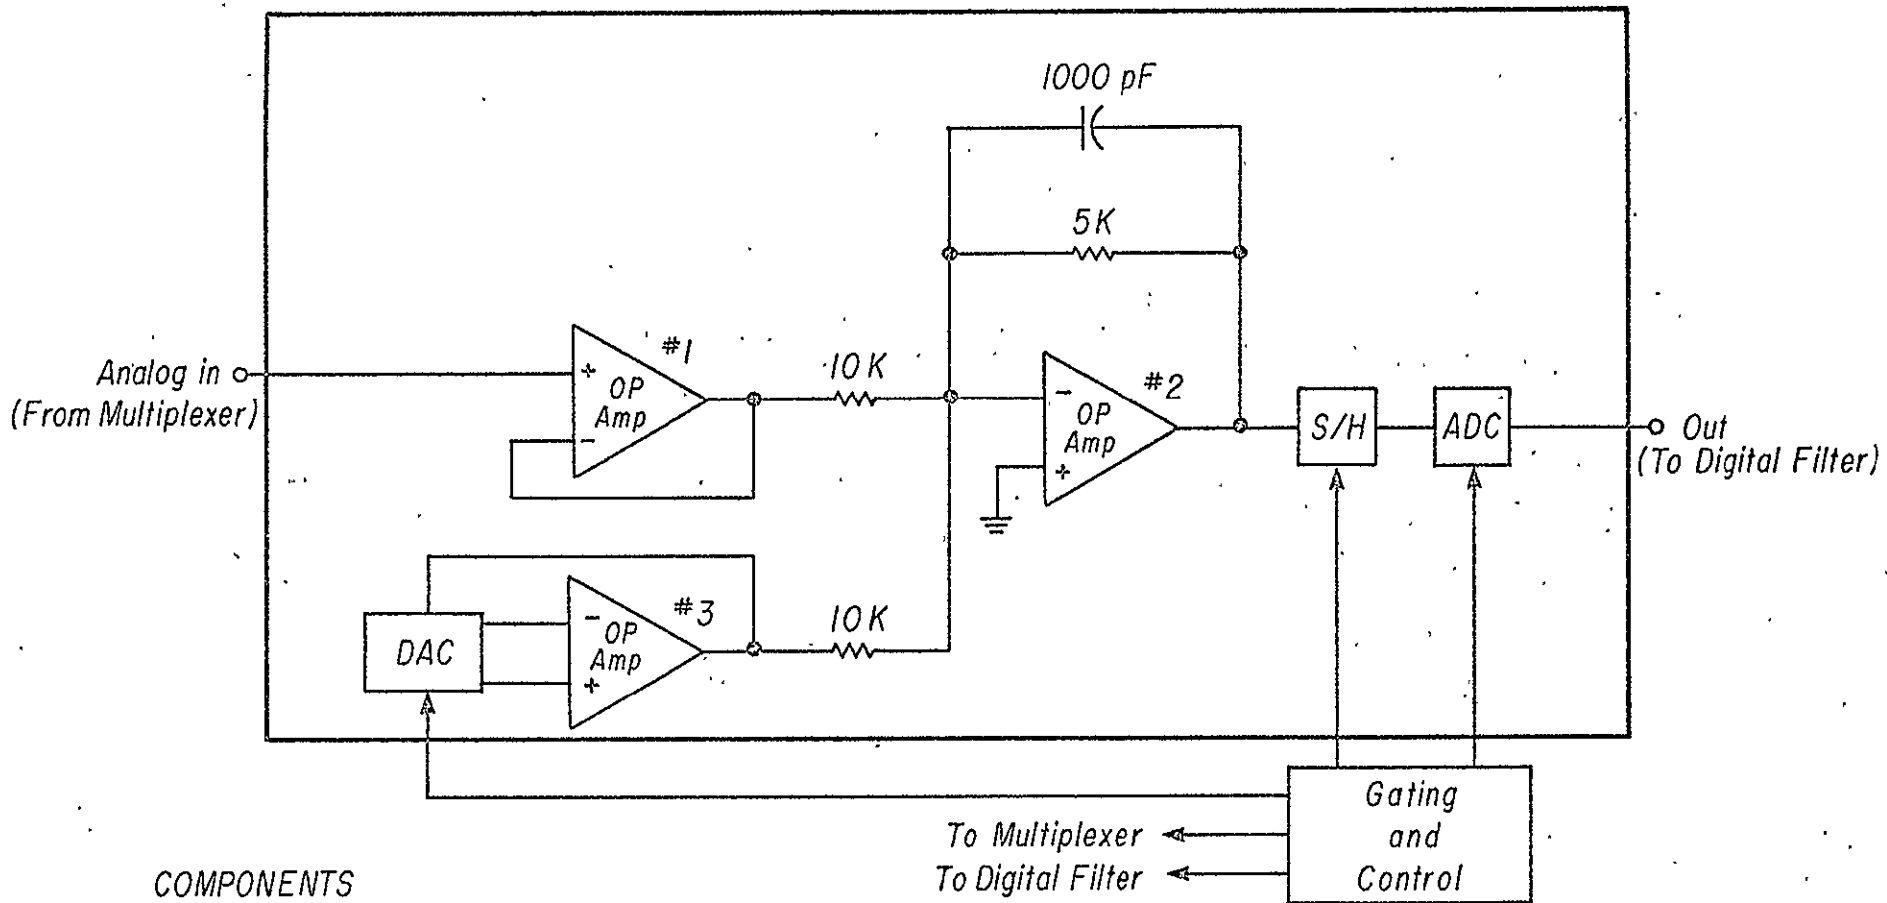 1000 pF
5K
#1
Analog in
(From Multiplexer)
+
OP
Amp
-
10K
#2
-
OP
Amp
+
S/H
ADC
Out
(To Digital Filter)
#3
DAC
-
OP
Amp
+
10K
Gating
and
Control
To Multiplexer
To Digital Filter
COMPONENTS